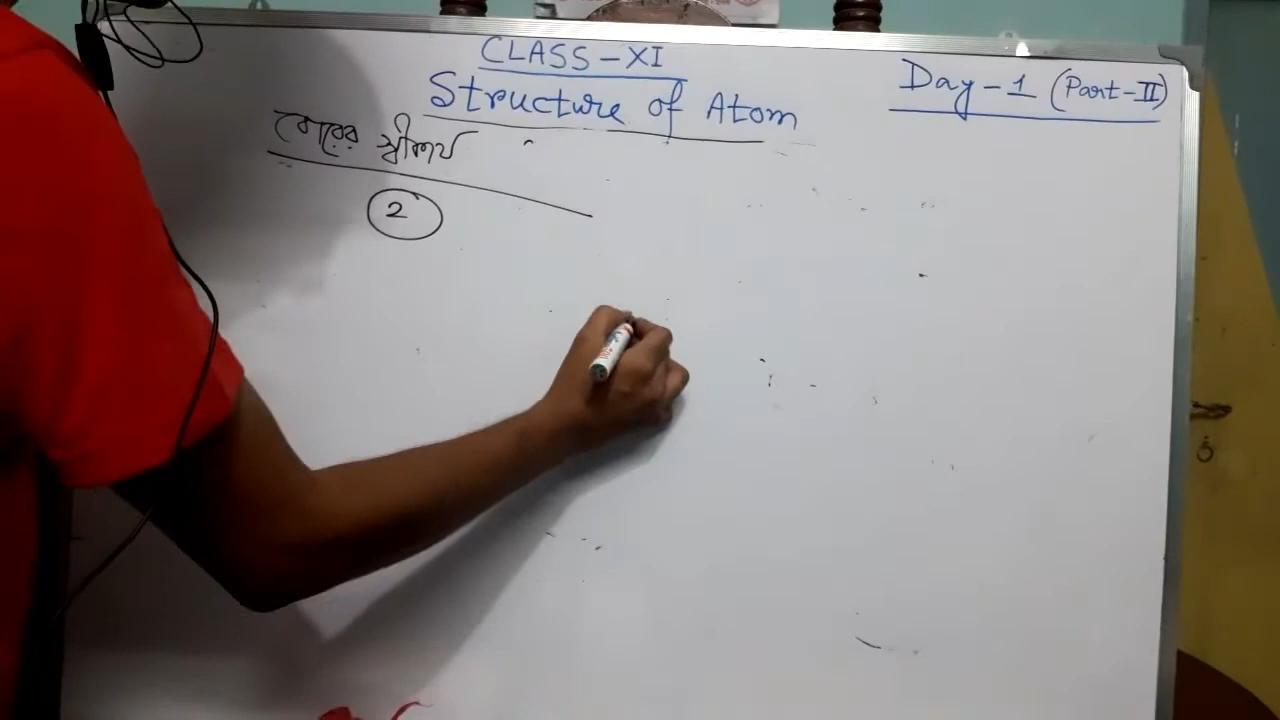 CLASS-XI
Structure of Atom
Day-1 (Part-II)
বোরের স্বীকার্য
2